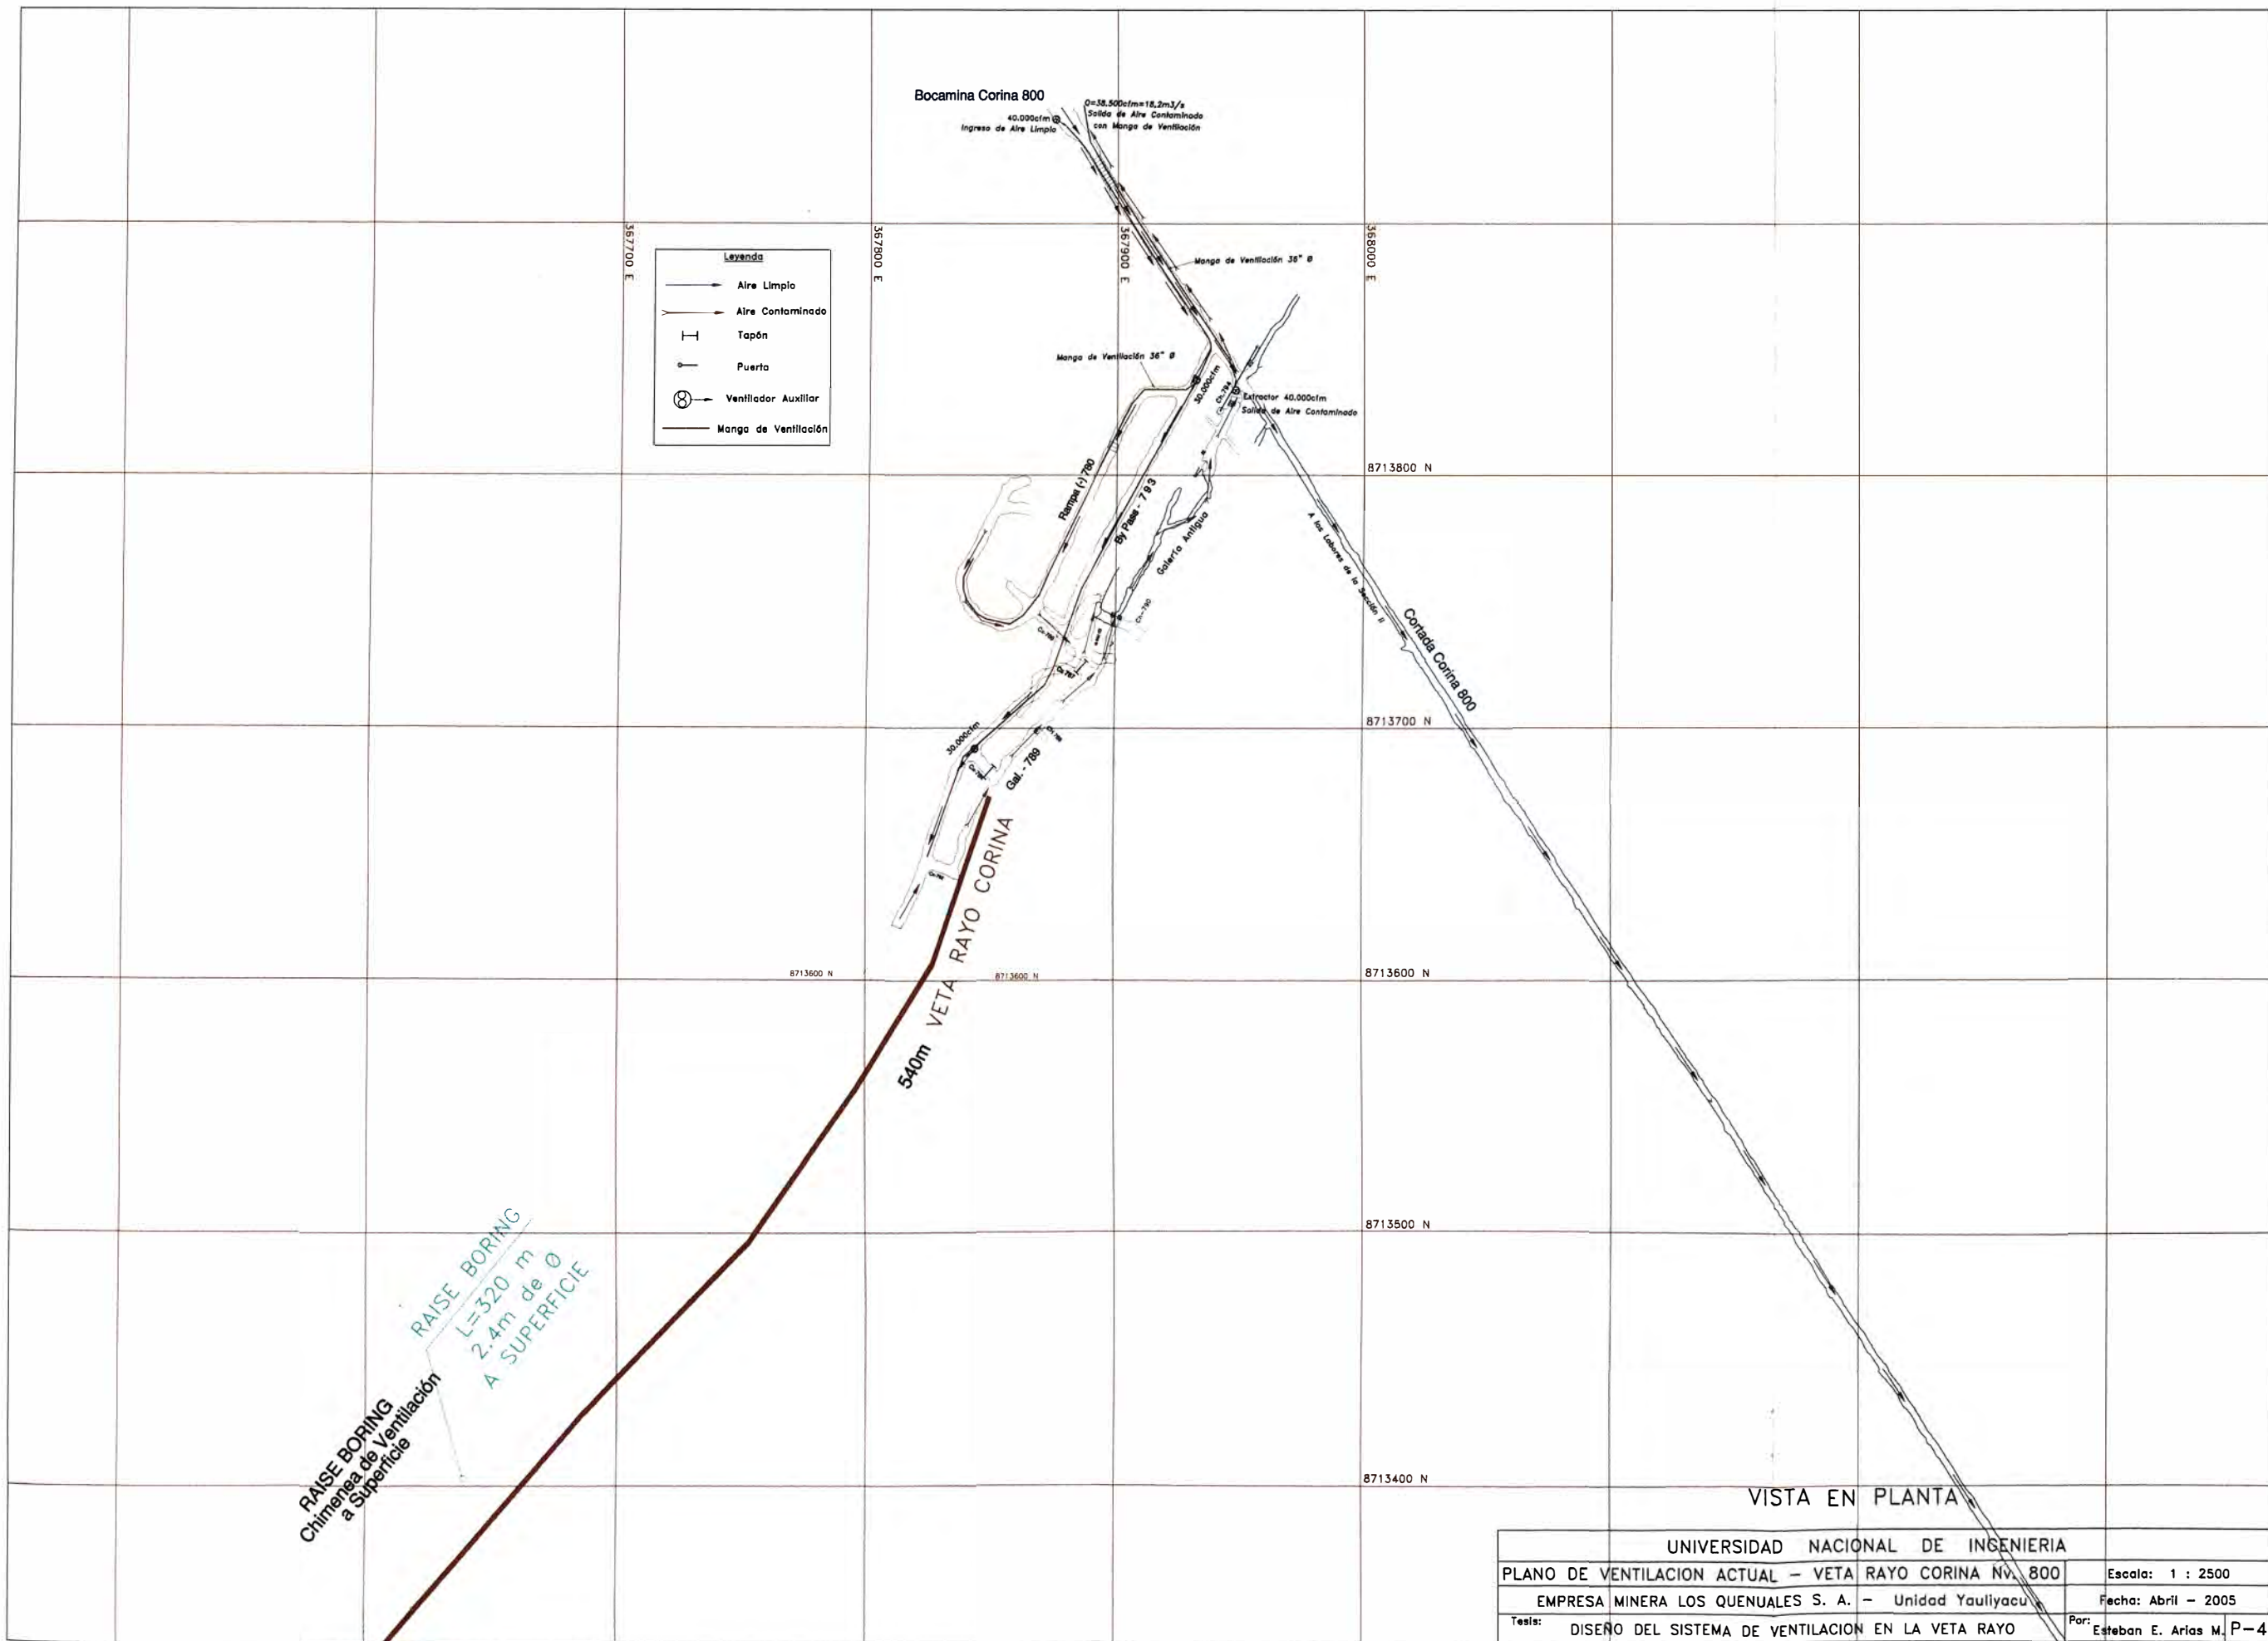 Bocamina Corina 800
40.000cfm
Ingreso de Aire Limpio
Q=38.500cfm=18.2m3/s
Salida de Aire Contaminado
con Manga de Ventilación
367700 E
367800 E
367900 E
368000 E
Leyenda
Aire Limpio
Aire Contaminado
Tapón
Puerta
Ventilador Auxiliar
Manga de Ventilación
Manga de Ventilación 36" Ø
Manga de Ventilación 36" Ø
30.000cfm
Ch-794
Extractor 40.000cfm
Salida de Aire Contaminado
8713800 N
Rampa (-) 780
By Pass - 793
Galería Antigua
A las Labores de la Sección II
Ch-790
Cortada Corina 800
Cx-787
8713700 N
30.000cfm
Gal. - 789
VETA RAYO CORINA
540m
8713600 N
8713600 N
8713600 N
8713500 N
RAISE BORING
L=320 m
2.4m de Ø
A SUPERFICIE
RAISE BORING
Chimenea de Ventilación
a Superficie
8713400 N
VISTA EN PLANTA
UNIVERSIDAD NACIONAL DE INGENIERIA
PLANO DE VENTILACION ACTUAL - VETA RAYO CORINA Nv. 800
Escala: 1 : 2500
EMPRESA MINERA LOS QUENUALES S. A. - Unidad Yauliyacu
Fecha: Abril - 2005
Tesis: DISEÑO DEL SISTEMA DE VENTILACION EN LA VETA RAYO
Por: Esteban E. Arias M.
P-4